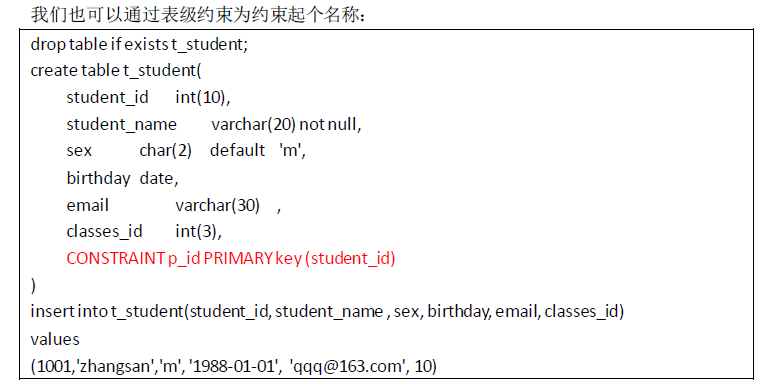 我们也可以通过表级约束为约束起个名称：
drop table if exists t_student;
create table t_student(
student_id int(10),
student_name varchar(20) not null,
sex char(2) default 'm',
birthday date,
email varchar(30) ,
classes_id int(3),
CONSTRAINT p_id PRIMARY key (student_id)
)
insert into t_student(student_id, student_name , sex, birthday, email, classes_id)
values
(1001,'zhangsan','m', '1988-01-01', 'qqq@163.com', 10)